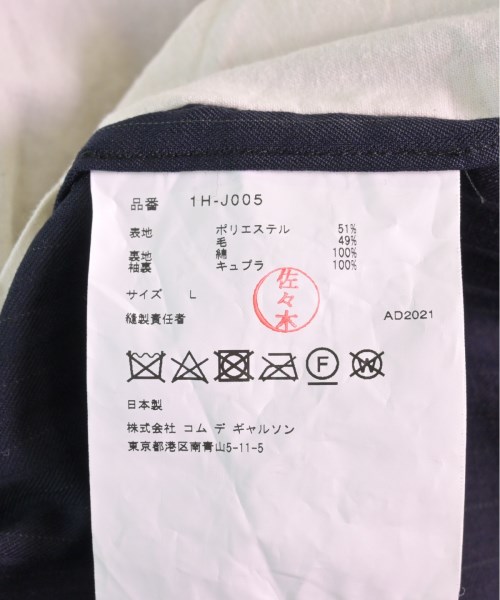 品番 1H-J005
表地 ポリエステル 51%
毛 49%
裏地 綿 100%
袖裏 キュプラ 100%
サイズ L
佐々木
縫製責任者 AD2021
F W
日本製
株式会社 コム デ ギャルソン
東京都港区南青山5-11-5